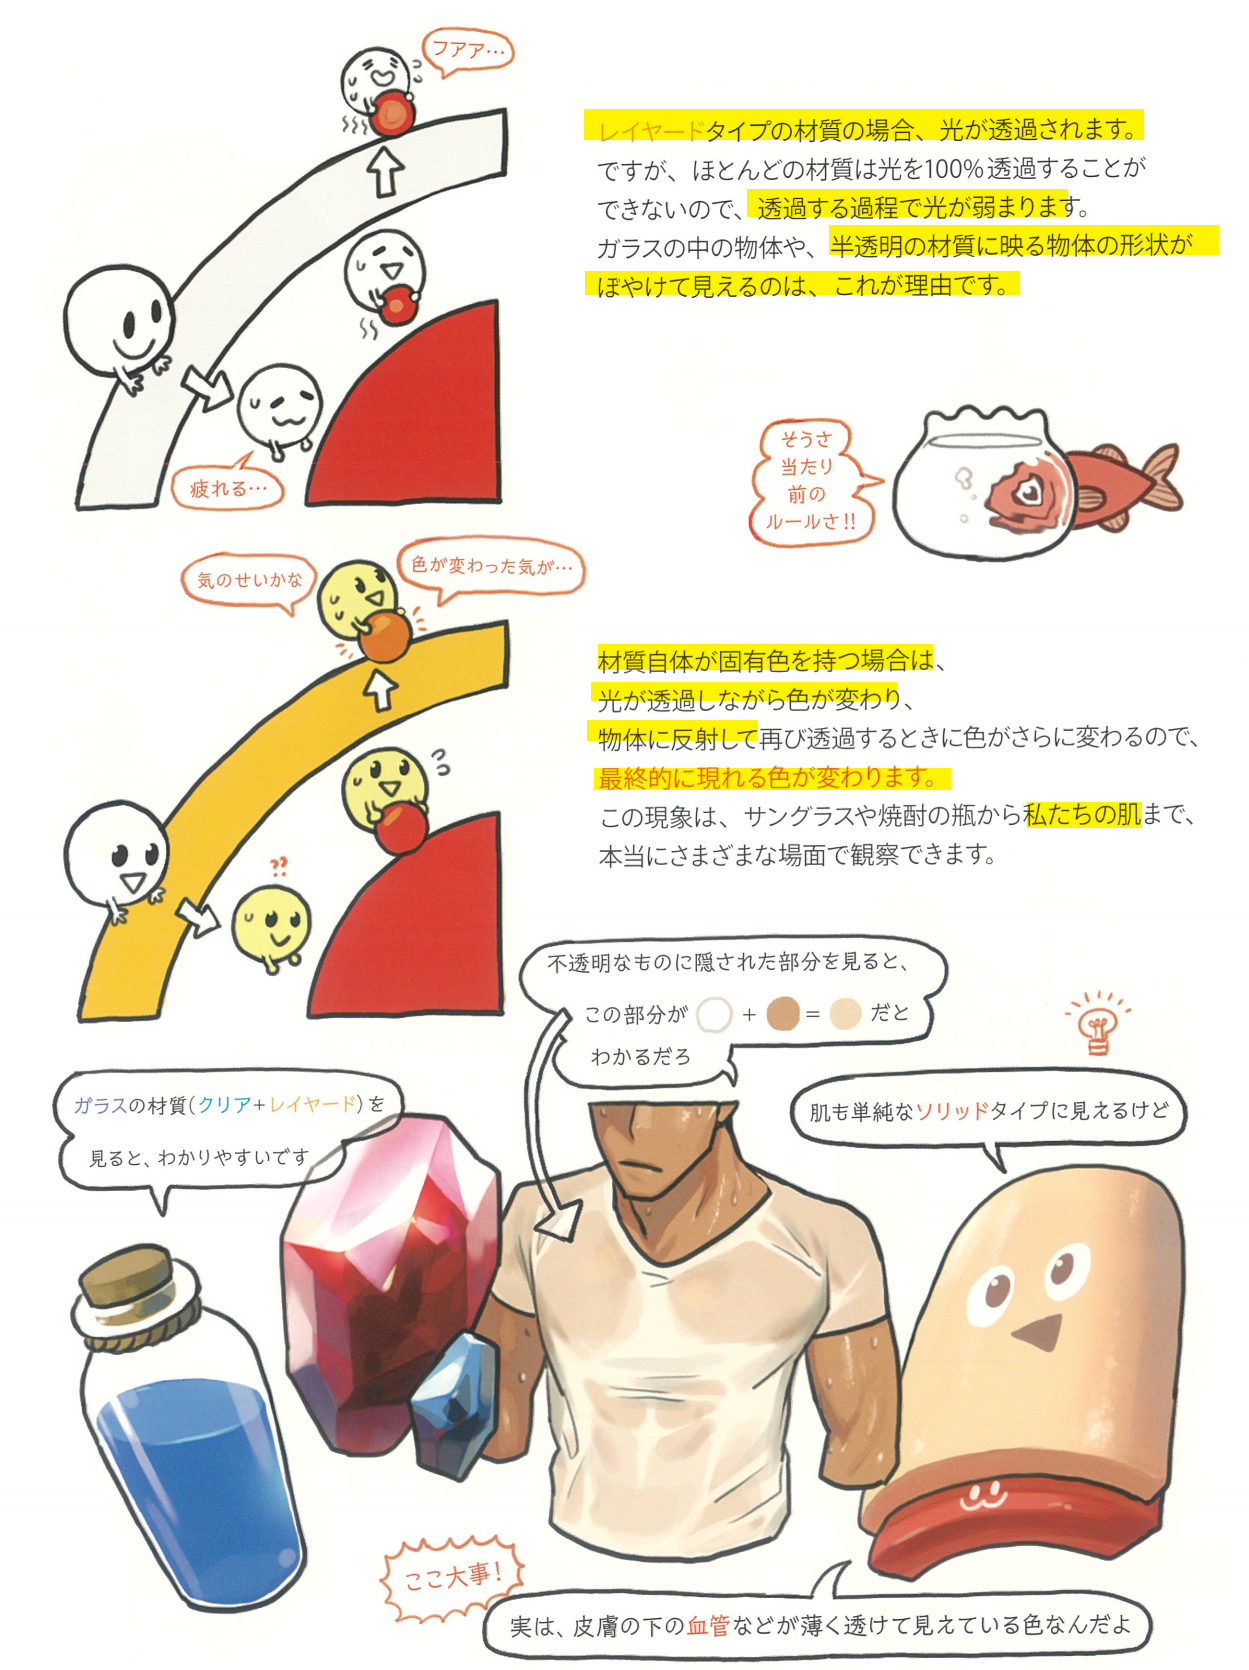 フアア…
レイヤードタイプの材質の場合、光が透過されます。
ですが、ほとんどの材質は光を100%透過することが
できないので、透過する過程で光が弱まります。
ガラスの中の物体や、半透明の材質に映る物体の形状が
ぼやけて見えるのは、これが理由です。
疲れる…
そうさ
当たり
前の
ルールさ!!
気のせいかな
色が変わった気が…
??
材質自体が固有色を持つ場合は、
光が透過しながら色が変わり、
物体に反射して再び透過するときに色がさらに変わるので、
最終的に現れる色が変わります。
この現象は、サングラスや焼酎の瓶から私たちの肌まで、
本当にさまざまな場面で観察できます。
不透明なものに隠された部分を見ると、
この部分が + = だと
わかるだろ
ガラスの材質(クリア+レイヤード)を
見ると、わかりやすいです
肌も単純なソリッドタイプに見えるけど
ここ大事!
実は、皮膚の下の血管などが薄く透けて見えている色なんだよ